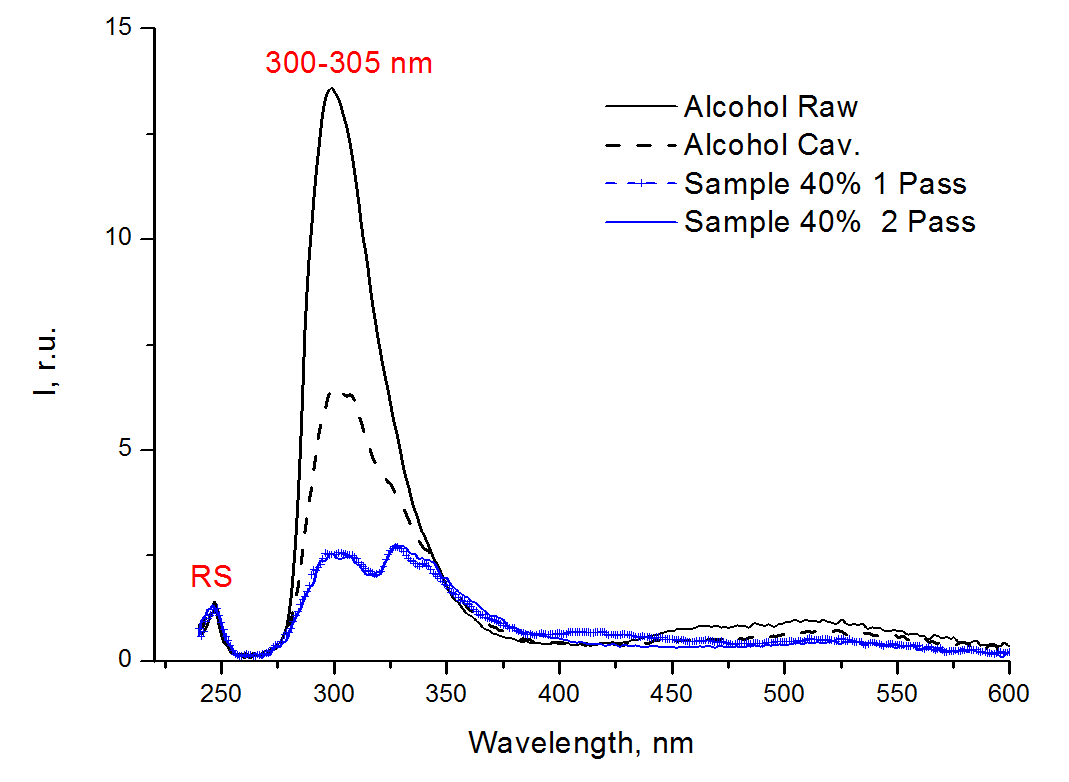 15
300-305 nm
Alcohol Raw
Alcohol Cav.
Sample 40% 1 Pass
Sample 40%  2 Pass
10
I, r.u.
5
RS
0
250 300 350 400 450 500 550 600
Wavelength, nm